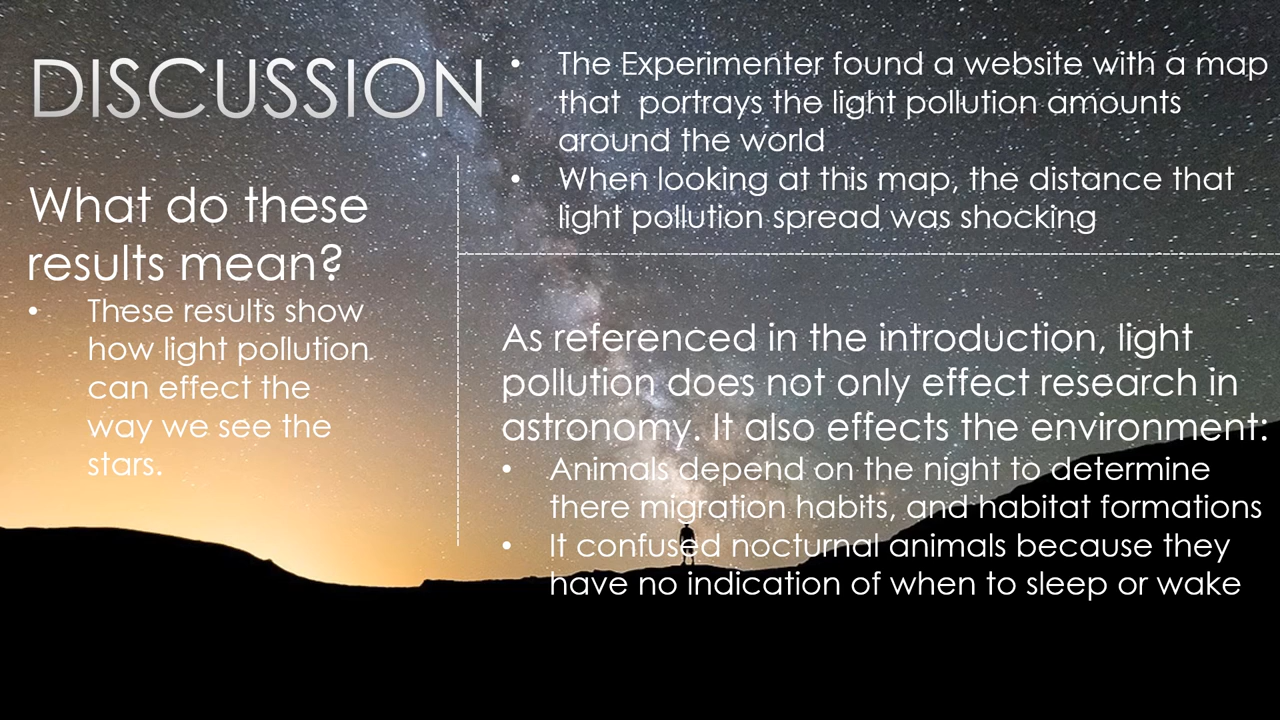 DISCUSSION
What do these
results mean?
• These results show
how light pollution
can effect the
way we see the
stars.
• The Experimenter found a website with a map
that  portrays the light pollution amounts
around the world
• When looking at this map, the distance that
light pollution spread was shocking
As referenced in the introduction, light
pollution does not only effect research in
astronomy. It also effects the environment:
• Animals depend on the night to determine
there migration habits, and habitat formations
• It confused nocturnal animals because they
have no indication of when to sleep or wake